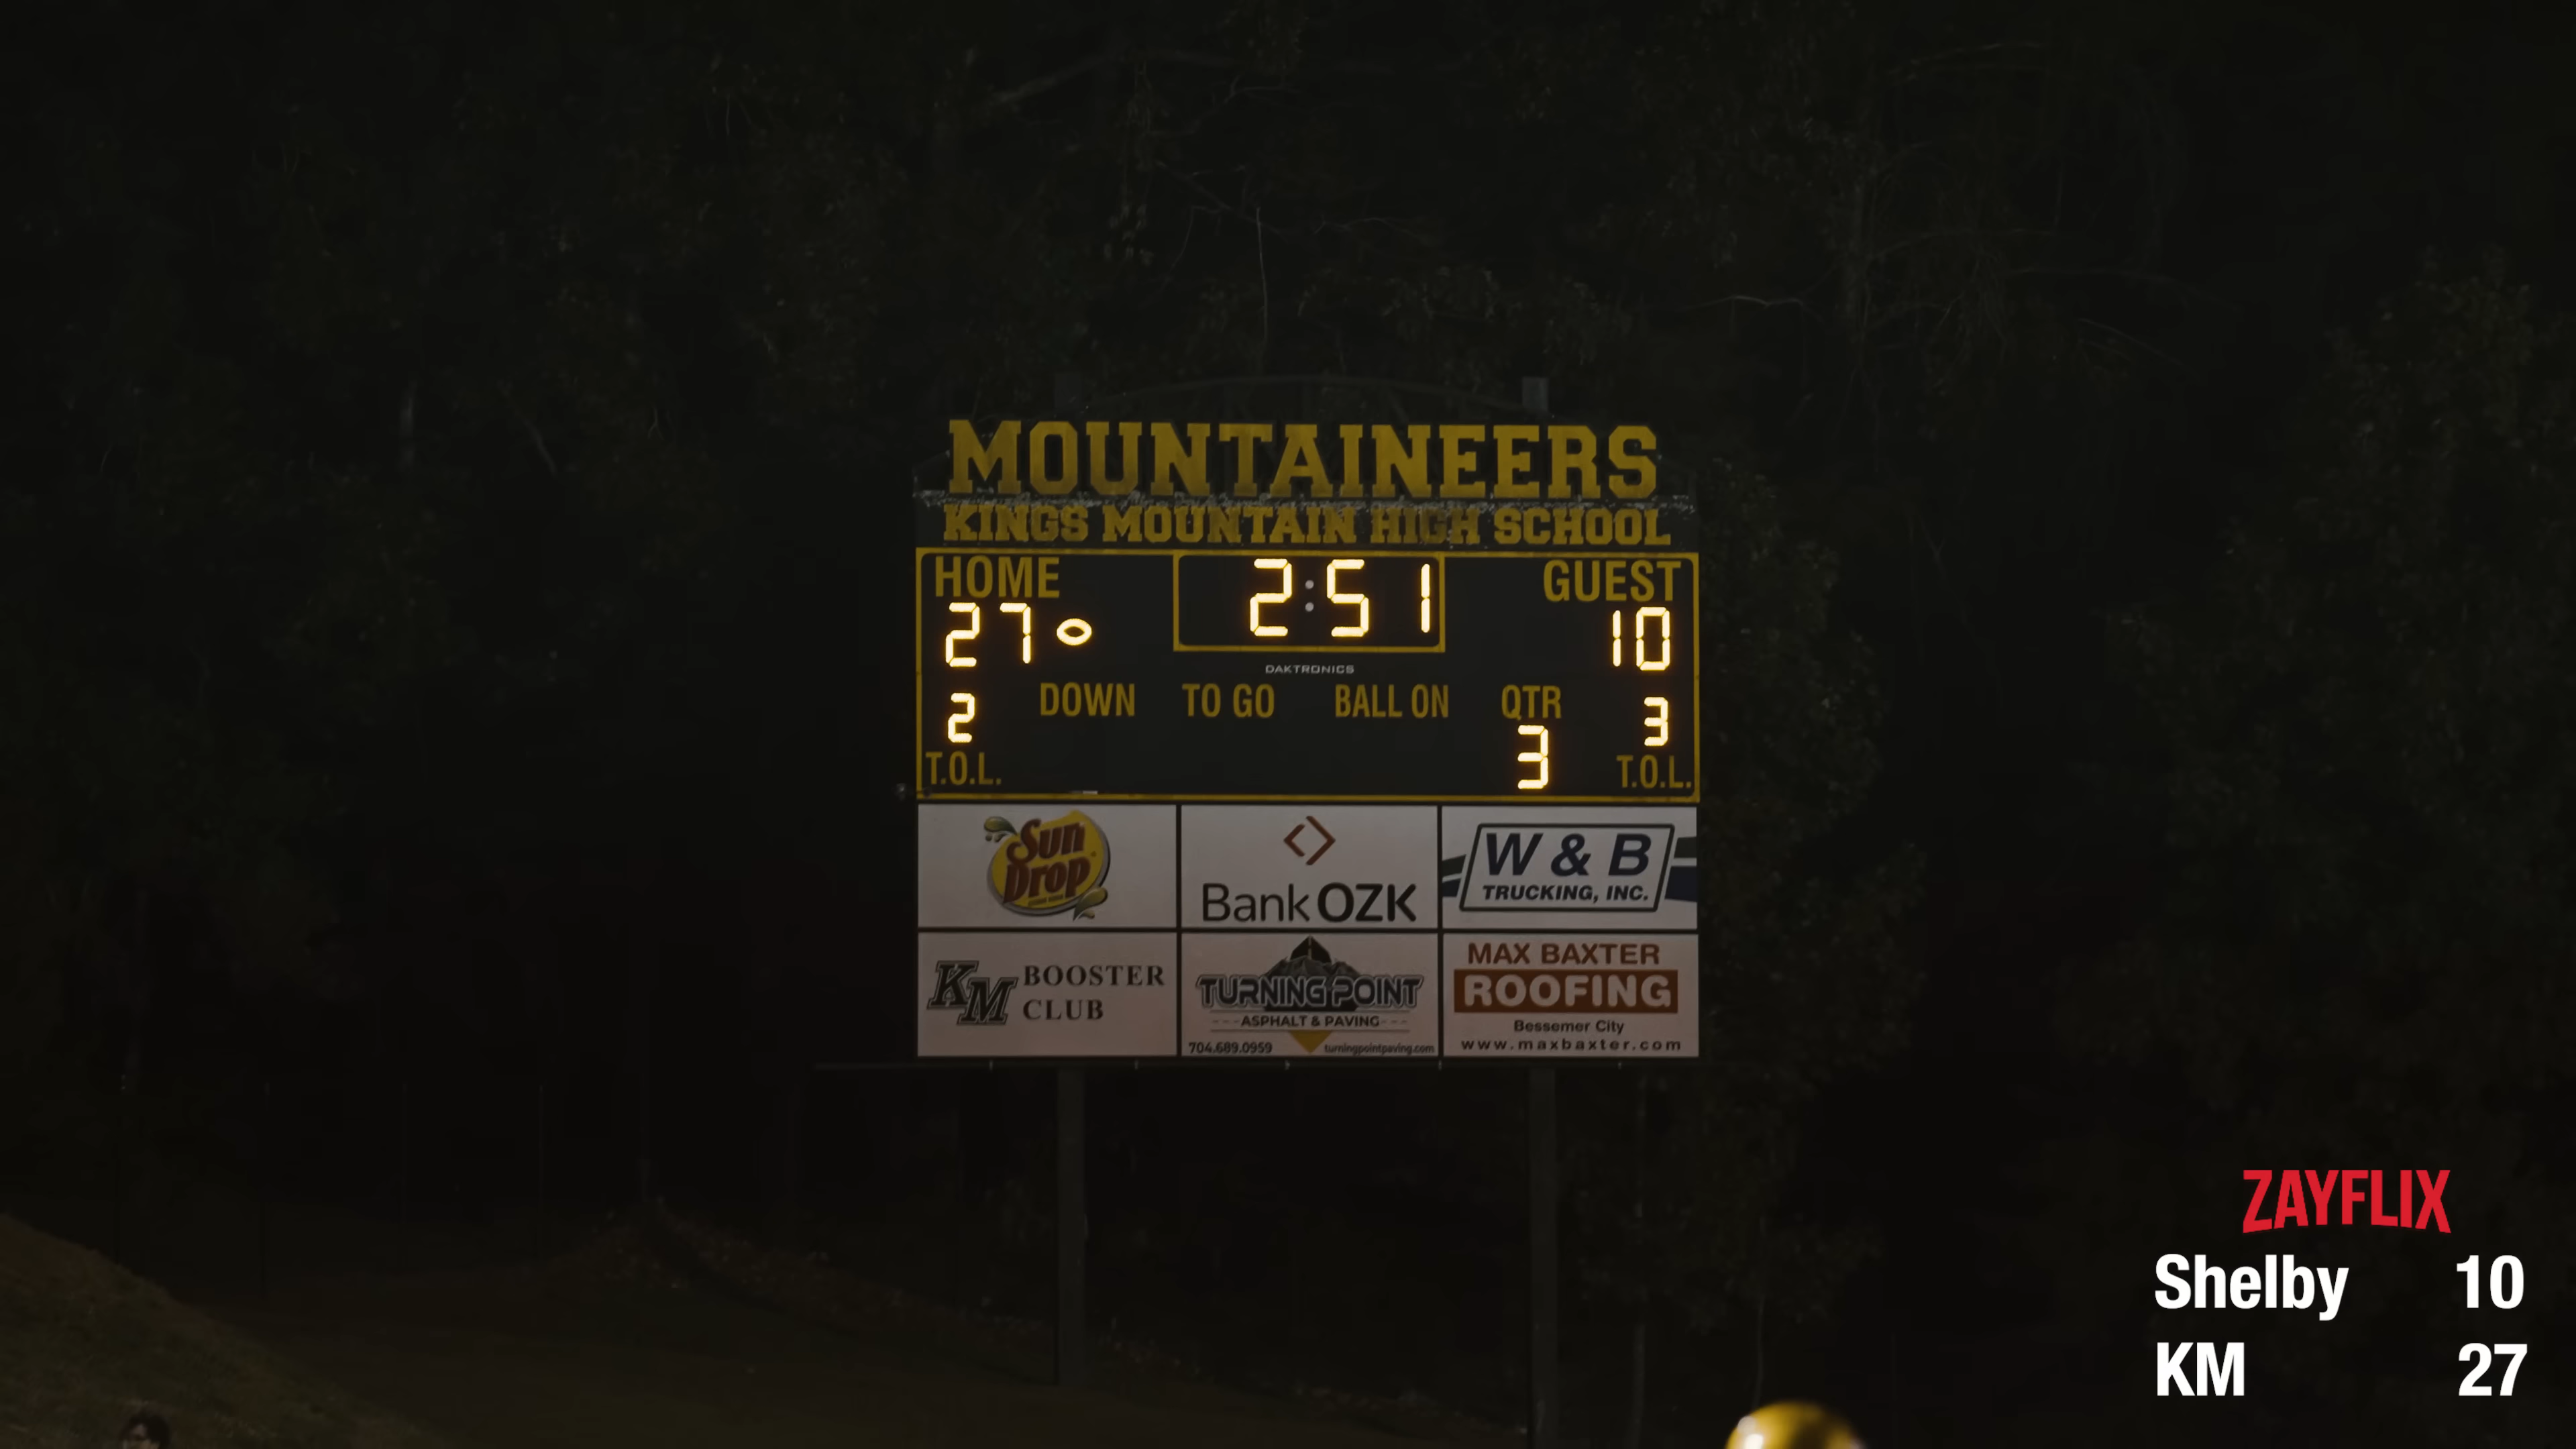 MOUNTAINEERS
KINGS MOUNTAIN HIGH SCHOOL
HOME 2:51 GUEST
27 10
DAKTRONICS
DOWN TO GO BALL ON QTR
2 3 3
T.O.L. T.O.L.
Sun
Drop
BankOZK
W & B
TRUCKING, INC.
KM BOOSTER
CLUB
TURNING POINT
ASPHALT & PAVING
704.689.0959 turningpointpaving.com
MAX BAXTER
ROOFING
Bessemer City
www.maxbaxter.com
ZAYFLIX
Shelby 10
KM 27